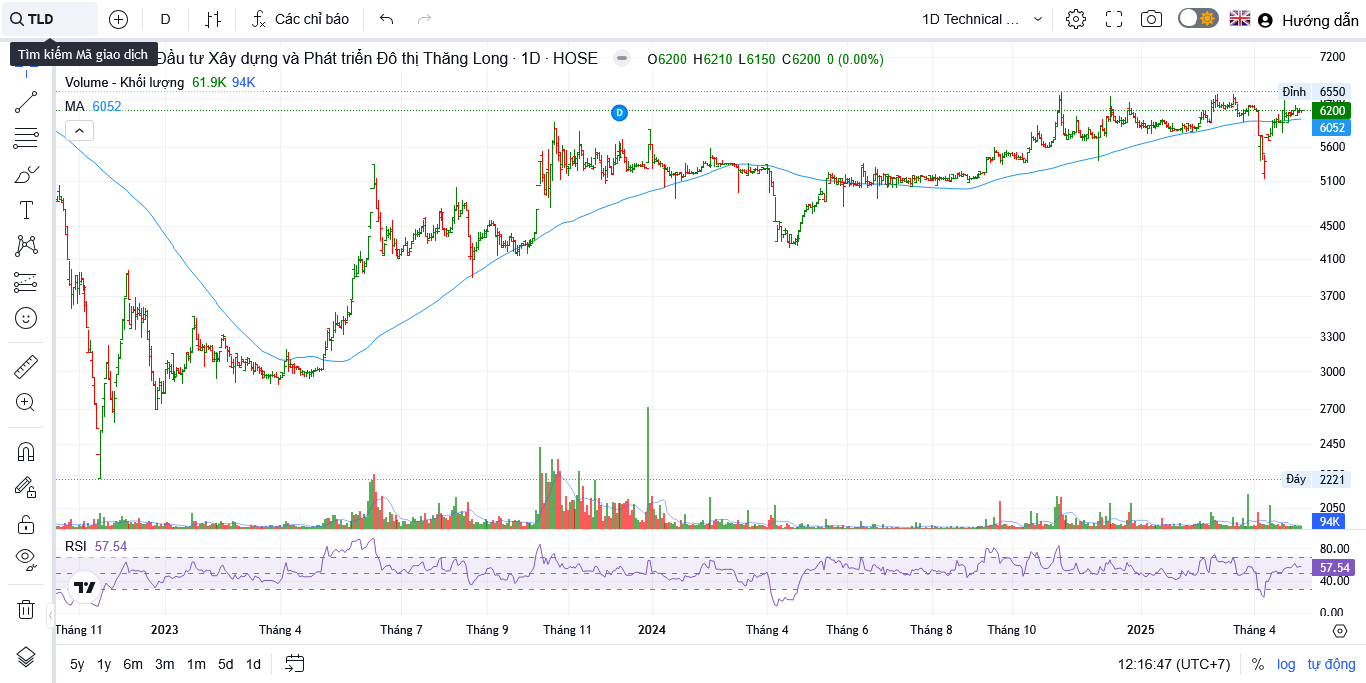 TLD
D
Các chỉ báo
1D Technical ...
Hướng dẫn
Tìm kiếm Mã giao dịch
Đầu tư Xây dựng và Phát triển Đô thị Thăng Long · 1D · HOSE
O6200 H6210 L6150 C6200 0 (0.00%)
Volume - Khối lượng 61.9K 94K
MA 6052
D
7200
Đỉnh 6550
6200
6052
5600
5100
4500
4100
3700
3300
3000
2700
2450
Đáy 2221
2050
94K
RSI 57.54
80.00
57.54
40.00
0.00
Tháng 11 2023 Tháng 4 Tháng 7 Tháng 9 Tháng 11 2024 Tháng 4 Tháng 6 Tháng 8 Tháng 10 2025 Tháng 4
5y 1y 6m 3m 1m 5d 1d
12:16:47 (UTC+7) % log tự động